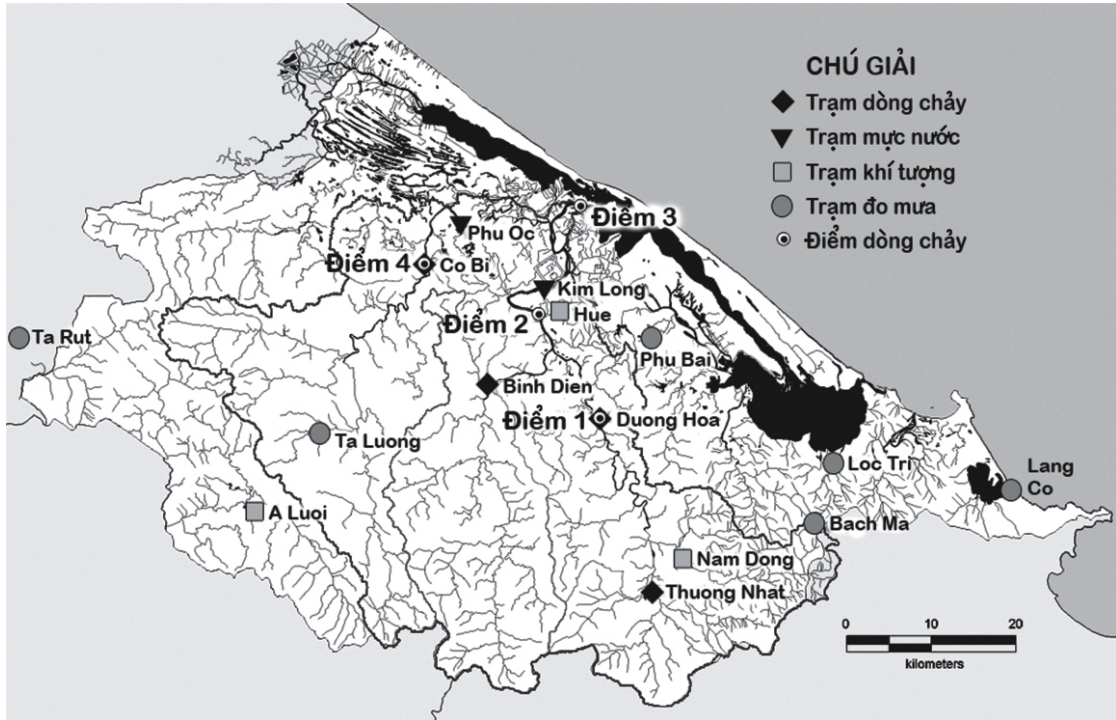 CHÚ GIẢI
Trạm dòng chảy
Trạm mực nước
Trạm khí tượng
Trạm đo mưa
Điểm dòng chảy
Điểm 3
Phu Oc
Điểm 4
Co Bi
Kim Long
Hue
Điểm 2
Ta Rut
Phu Bai
Binh Dien
Điểm 1
Duong Hoa
Ta Luong
Loc Tri
Lang
Co
A Luoi
Bach Ma
Nam Dong
Thuong Nhat
0 10 20
kilometers